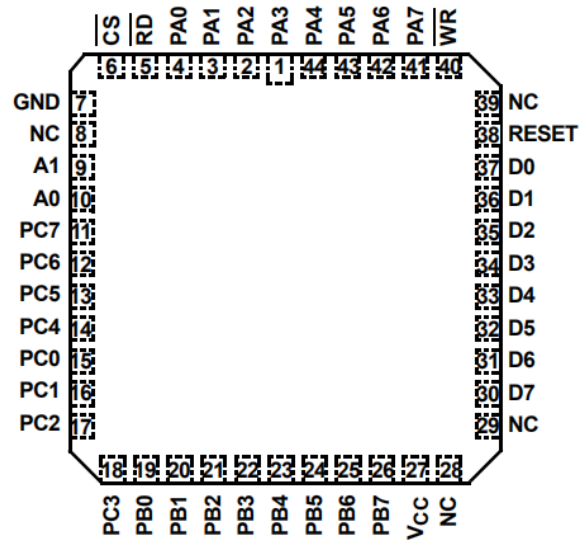 CS RD PA0 PA1 PA2 PA3 PA4 PA5 PA6 PA7 WR
6 5 4 3 2 1 44 43 42 41 40
GND 7 39 NC
NC 8 38 RESET
A1 9 37 D0
A0 10 36 D1
PC7 11 35 D2
PC6 12 34 D3
PC5 13 33 D4
PC4 14 32 D5
PC0 15 31 D6
PC1 16 30 D7
PC2 17 29 NC
18 19 20 21 22 23 24 25 26 27 28
PC3 PB0 PB1 PB2 PB3 PB4 PB5 PB6 PB7 VCC NC